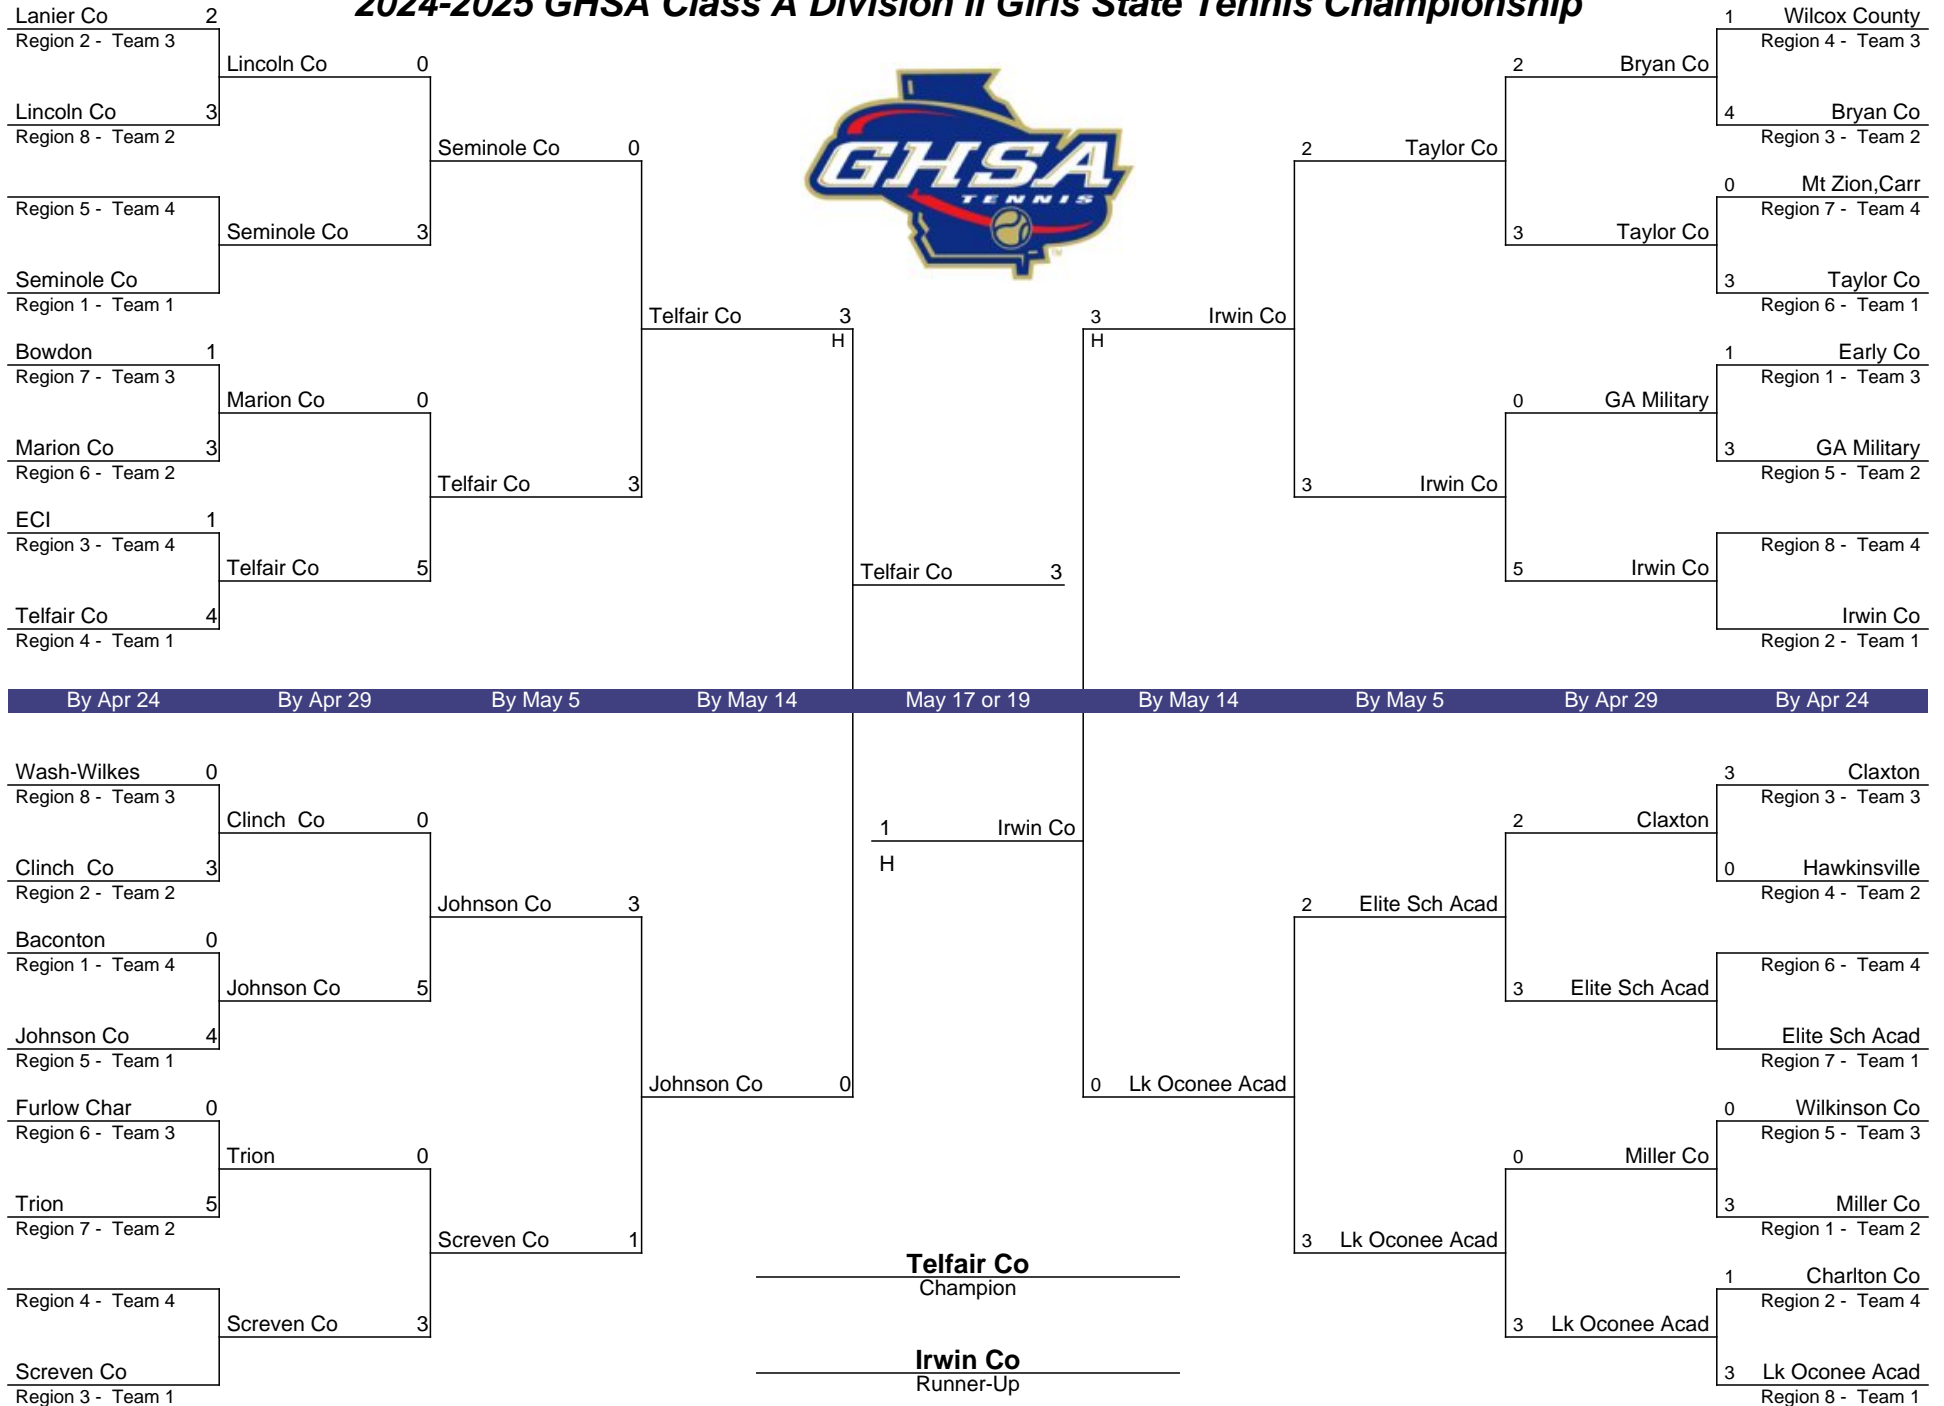 2024-2025 GHSA Class A Division II Girls State Tennis Championship
GHSA
TENNIS
TM
Lanier Co 2
Region 2 - Team 3
Lincoln Co 3
Region 8 - Team 2
Region 5 - Team 4
Seminole Co
Region 1 - Team 1
Bowdon 1
Region 7 - Team 3
Marion Co 3
Region 6 - Team 2
ECI 1
Region 3 - Team 4
Telfair Co 4
Region 4 - Team 1
Lincoln Co 0
Seminole Co 3
Marion Co 0
Telfair Co 5
Seminole Co 0
Telfair Co 3
Telfair Co 3
H
Telfair Co 3
3 Irwin Co
H
2 Taylor Co
3 Irwin Co
2 Bryan Co
3 Taylor Co
0 GA Military
5 Irwin Co
1 Wilcox County
Region 4 - Team 3
4 Bryan Co
Region 3 - Team 2
0 Mt Zion,Carr
Region 7 - Team 4
3 Taylor Co
Region 6 - Team 1
1 Early Co
Region 1 - Team 3
3 GA Military
Region 5 - Team 2
Region 8 - Team 4
Irwin Co
Region 2 - Team 1
By Apr 24 By Apr 29 By May 5 By May 14 May 17 or 19 By May 14 By May 5 By Apr 29 By Apr 24
Wash-Wilkes 0
Region 8 - Team 3
Clinch Co 3
Region 2 - Team 2
Baconton 0
Region 1 - Team 4
Johnson Co 4
Region 5 - Team 1
Furlow Char 0
Region 6 - Team 3
Trion 5
Region 7 - Team 2
Region 4 - Team 4
Screven Co
Region 3 - Team 1
Clinch Co 0
Johnson Co 5
Trion 0
Screven Co 3
Johnson Co 3
Screven Co 1
Johnson Co 0
1 Irwin Co
H
0 Lk Oconee Acad
2 Elite Sch Acad
3 Lk Oconee Acad
2 Claxton
3 Elite Sch Acad
0 Miller Co
3 Lk Oconee Acad
3 Claxton
Region 3 - Team 3
0 Hawkinsville
Region 4 - Team 2
Region 6 - Team 4
Elite Sch Acad
Region 7 - Team 1
0 Wilkinson Co
Region 5 - Team 3
3 Miller Co
Region 1 - Team 2
1 Charlton Co
Region 2 - Team 4
3 Lk Oconee Acad
Region 8 - Team 1
Telfair Co
Champion
Irwin Co
Runner-Up